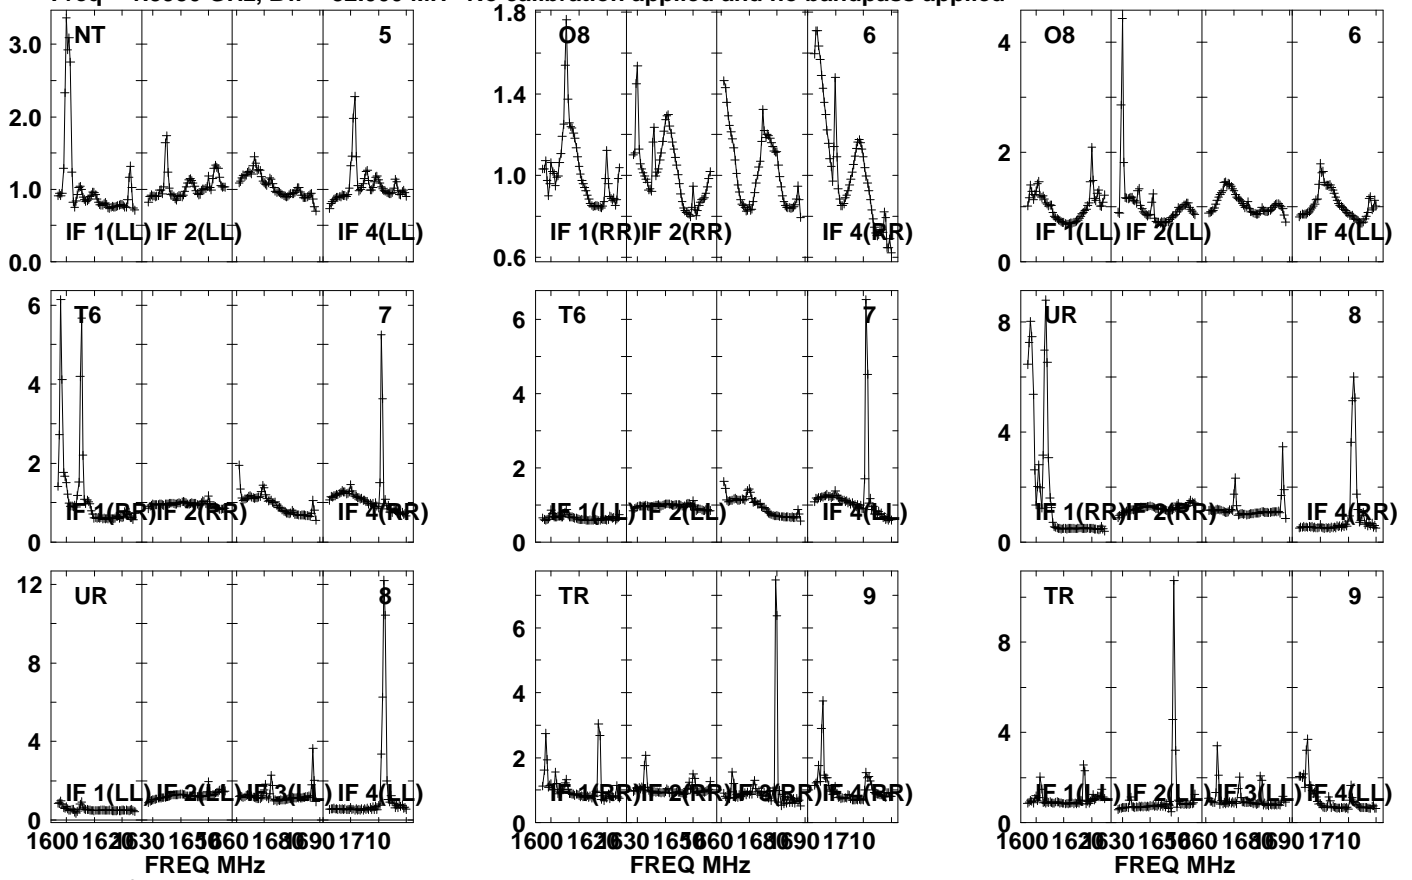 calibration applied and no bandpass applied
NT 5
3.0
2.0
1.0
0.0
IF 1(LL) IF 2(LL) IF 4(LL)
O8 6
1.8
1.4
1.0
0.6
IF 1(RR) IF 2(RR) IF 4(RR)
O8 6
4
2
0
IF 1(LL) IF 2(LL) IF 4(LL)
T6 7
6
4
2
0
IF 1(RR) IF 2(RR) IF 4(RR)
T6 7
6
4
2
0
IF 1(LL) IF 2(LL) IF 4(LL)
UR 8
8
4
0
IF 1(RR) IF 2(RR) IF 4(RR)
UR 8
12
8
4
0
IF 1(LL) IF 2(LL) IF 3(LL) IF 4(LL)
1600 1620 1630 1650 1660 1680 1690 1710
FREQ MHz
TR 9
6
4
2
0
IF 1(RR) IF 2(RR) IF 3(RR) IF 4(RR)
1600 1620 1630 1650 1660 1680 1690 1710
FREQ MHz
TR 9
8
4
0
IF 1(LL) IF 2(LL) IF 3(LL) IF 4(LL)
1600 1620 1630 1650 1660 1680 1690 1710
FREQ MHz